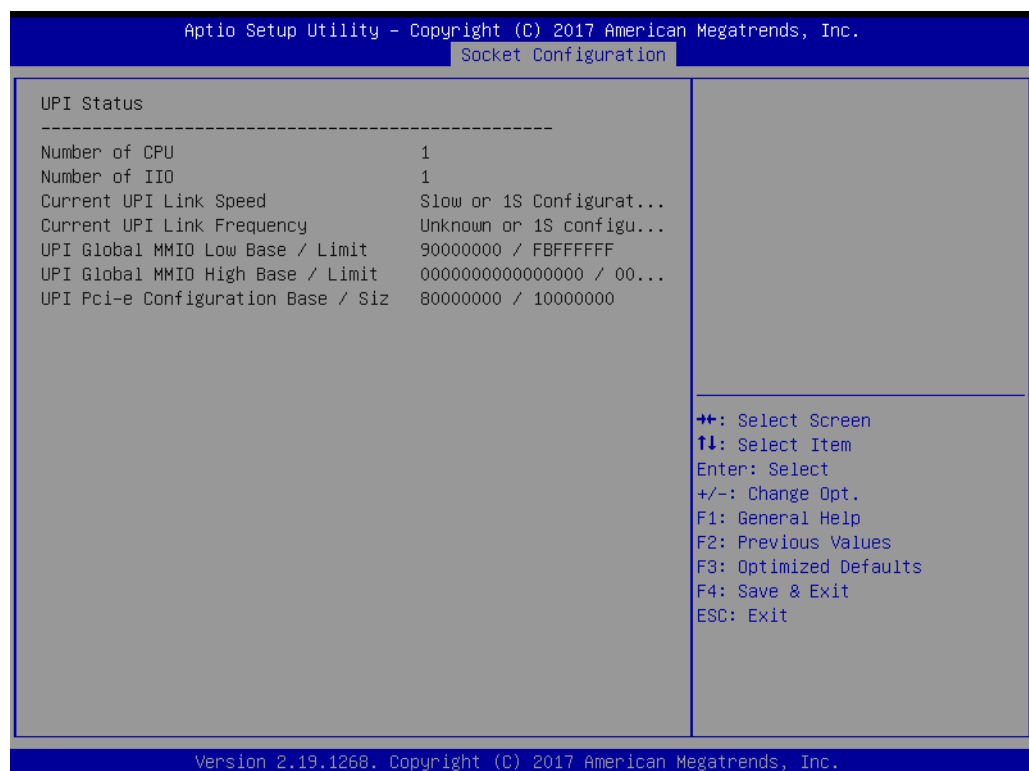 Aptio Setup Utility – Copyright (C) 2017 American Megatrends, Inc.
Socket Configuration
UPI Status
--------------------------------------------------
Number of CPU 1
Number of IIO 1
Current UPI Link Speed Slow or 1S Configurat...
Current UPI Link Frequency Unknown or 1S configu...
UPI Global MMIO Low Base / Limit 90000000 / FBFFFFFF
UPI Global MMIO High Base / Limit 0000000000000000 / 00...
UPI Pci-e Configuration Base / Siz 80000000 / 10000000
→←: Select Screen
↑↓: Select Item
Enter: Select
+/-: Change Opt.
F1: General Help
F2: Previous Values
F3: Optimized Defaults
F4: Save & Exit
ESC: Exit
Version 2.19.1268. Copyright (C) 2017 American Megatrends, Inc.